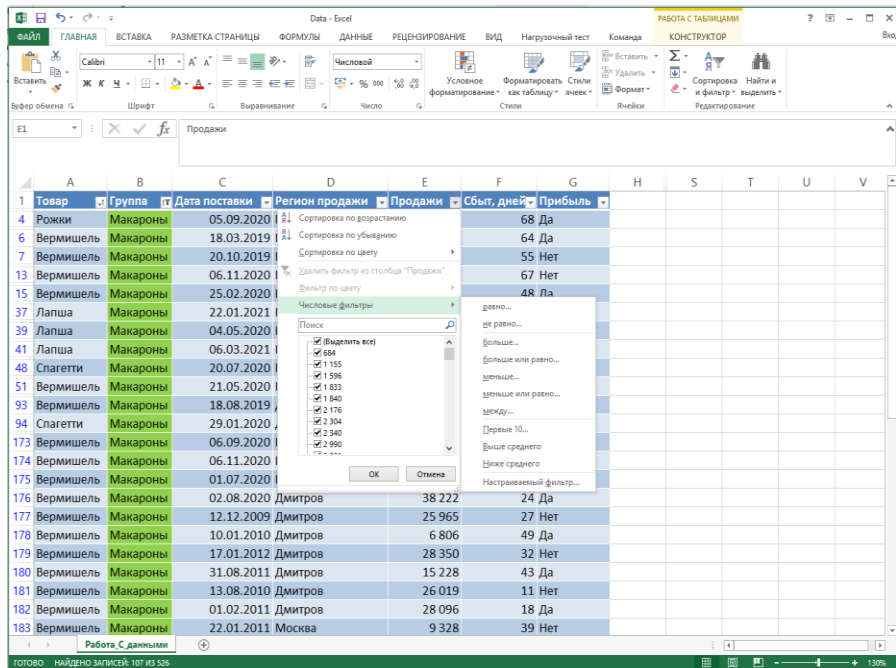 Data - Excel
РАБОТА С ТАБЛИЦАМИ
ФАЙЛ ГЛАВНАЯ ВСТАВКА РАЗМЕТКА СТРАНИЦЫ ФОРМУЛЫ ДАННЫЕ РЕЦЕНЗИРОВАНИЕ ВИД Нагрузочный тест Команда КОНСТРУКТОР Вхо
Calibri 11 Числовой
Вставить Ж К Ч % 000
Условное форматирование Форматировать как таблицу Стили ячеек
Вставить Удалить Формат
Сортировка и фильтр Найти и выделить
Буфер обмена Шрифт Выравнивание Число Стили Ячейки Редактирование
E1 fx Продажи
A B C D E F G H S T U V
1 Товар Группа Дата поставки Регион продажи Продажи Сбыт, дней Прибыль
4 Рожки Макароны 05.09.2020 68 Да
6 Вермишель Макароны 18.03.2019 64 Да
7 Вермишель Макароны 20.10.2019 55 Нет
13 Вермишель Макароны 06.11.2020 67 Нет
15 Вермишель Макароны 25.02.2020 48 Да
37 Лапша Макароны 22.01.2021
39 Лапша Макароны 04.05.2020
41 Лапша Макароны 06.03.2021
48 Спагетти Макароны 20.07.2020
51 Вермишель Макароны 21.05.2020
93 Вермишель Макароны 18.08.2019
94 Спагетти Макароны 29.01.2020
173 Вермишель Макароны 06.09.2020
174 Вермишель Макароны 06.11.2020
175 Вермишель Макароны 01.07.2020
176 Вермишель Макароны 02.08.2020 Дмитров 38 222 24 Да
177 Вермишель Макароны 12.12.2009 Дмитров 25 965 27 Нет
178 Вермишель Макароны 10.01.2010 Дмитров 6 806 49 Да
179 Вермишель Макароны 17.01.2012 Дмитров 28 350 32 Нет
180 Вермишель Макароны 31.08.2011 Дмитров 15 228 43 Да
181 Вермишель Макароны 13.08.2010 Дмитров 26 019 11 Нет
182 Вермишель Макароны 01.02.2011 Дмитров 28 096 18 Да
183 Вермишель Макароны 22.01.2011 Москва 9 328 39 Нет
Сортировка по возрастанию
Сортировка по убыванию
Сортировка по цвету
Удалить фильтр из столбца "Продажи"
Фильтр по цвету
Числовые фильтры
Поиск
(Выделить все)
684
1 155
1 596
1 833
1 840
2 176
2 304
2 340
2 990
ОК Отмена
равно...
не равно...
больше...
больше или равно...
меньше...
меньше или равно...
между...
Первые 10...
Выше среднего
Ниже среднего
Настраиваемый фильтр...
Работа_С_данными
ГОТОВО НАЙДЕНО ЗАПИСЕЙ: 107 ИЗ 526 130%